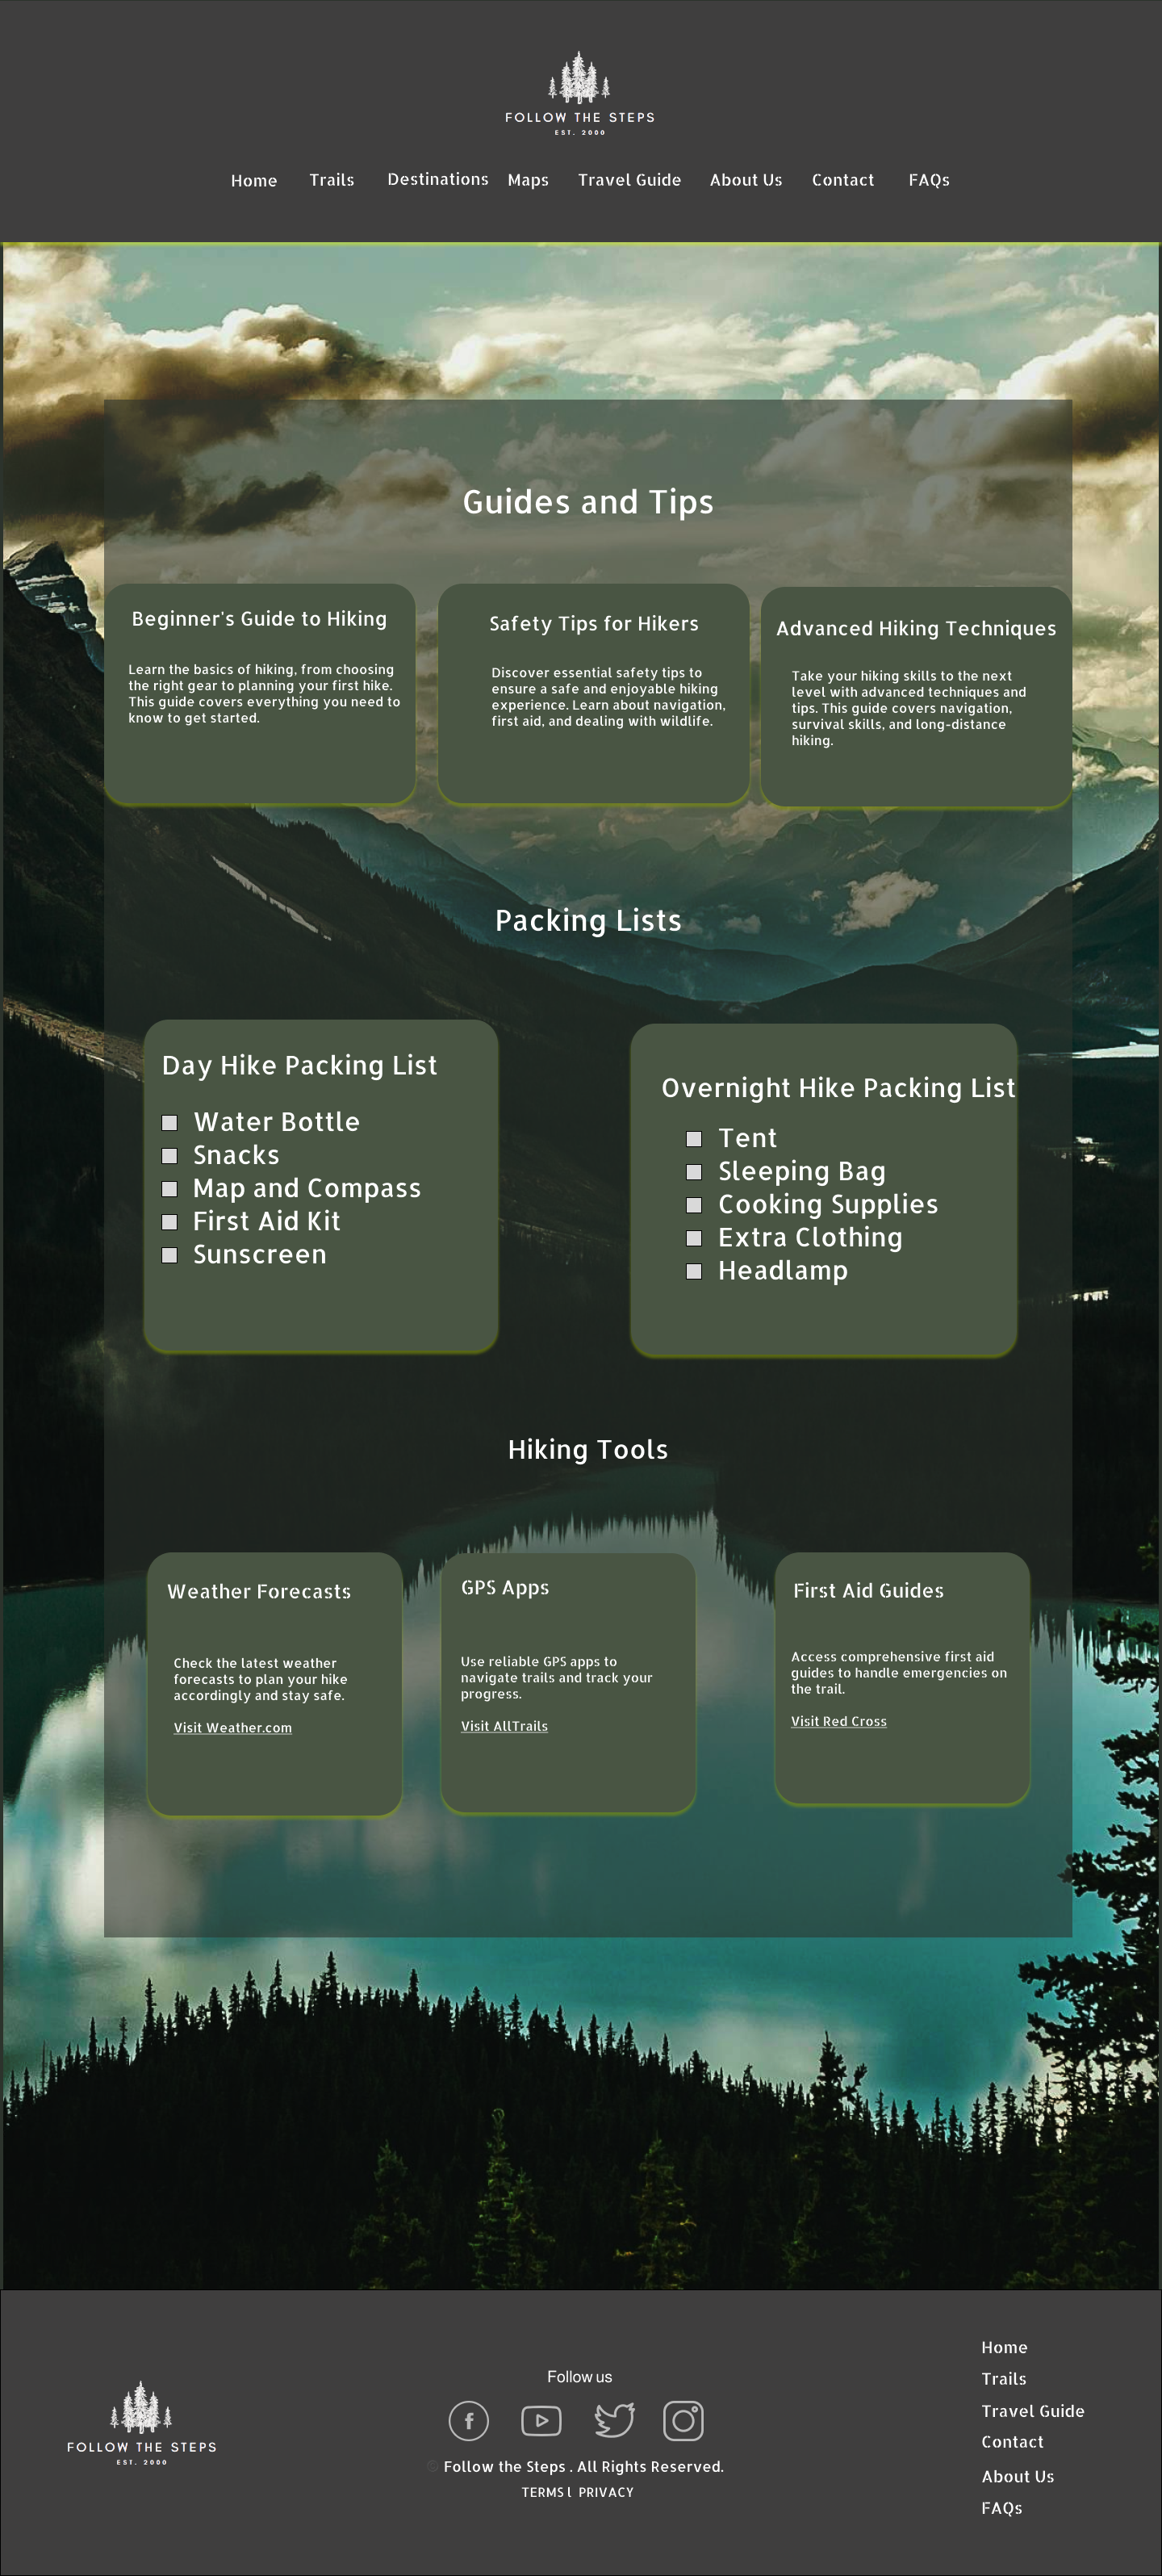 FOLLOW THE STEPS
EST. 2000
Home Trails Destinations Maps Travel Guide About Us Contact FAQs
Guides and Tips
Beginner's Guide to Hiking
Learn the basics of hiking, from choosing
the right gear to planning your first hike.
This guide covers everything you need to
know to get started.
Safety Tips for Hikers
Discover essential safety tips to
ensure a safe and enjoyable hiking
experience. Learn about navigation,
first aid, and dealing with wildlife.
Advanced Hiking Techniques
Take your hiking skills to the next
level with advanced techniques and
tips. This guide covers navigation,
survival skills, and long-distance
hiking.
Packing Lists
Day Hike Packing List
Water Bottle
Snacks
Map and Compass
First Aid Kit
Sunscreen
Overnight Hike Packing List
Tent
Sleeping Bag
Cooking Supplies
Extra Clothing
Headlamp
Hiking Tools
Weather Forecasts
Check the latest weather
forecasts to plan your hike
accordingly and stay safe.
Visit Weather.com
GPS Apps
Use reliable GPS apps to
navigate trails and track your
progress.
Visit AllTrails
First Aid Guides
Access comprehensive first aid
guides to handle emergencies on
the trail.
Visit Red Cross
FOLLOW THE STEPS
EST. 2000
Follow us
© Follow the Steps . All Rights Reserved.
TERMS l PRIVACY
Home
Trails
Travel Guide
Contact
About Us
FAQs